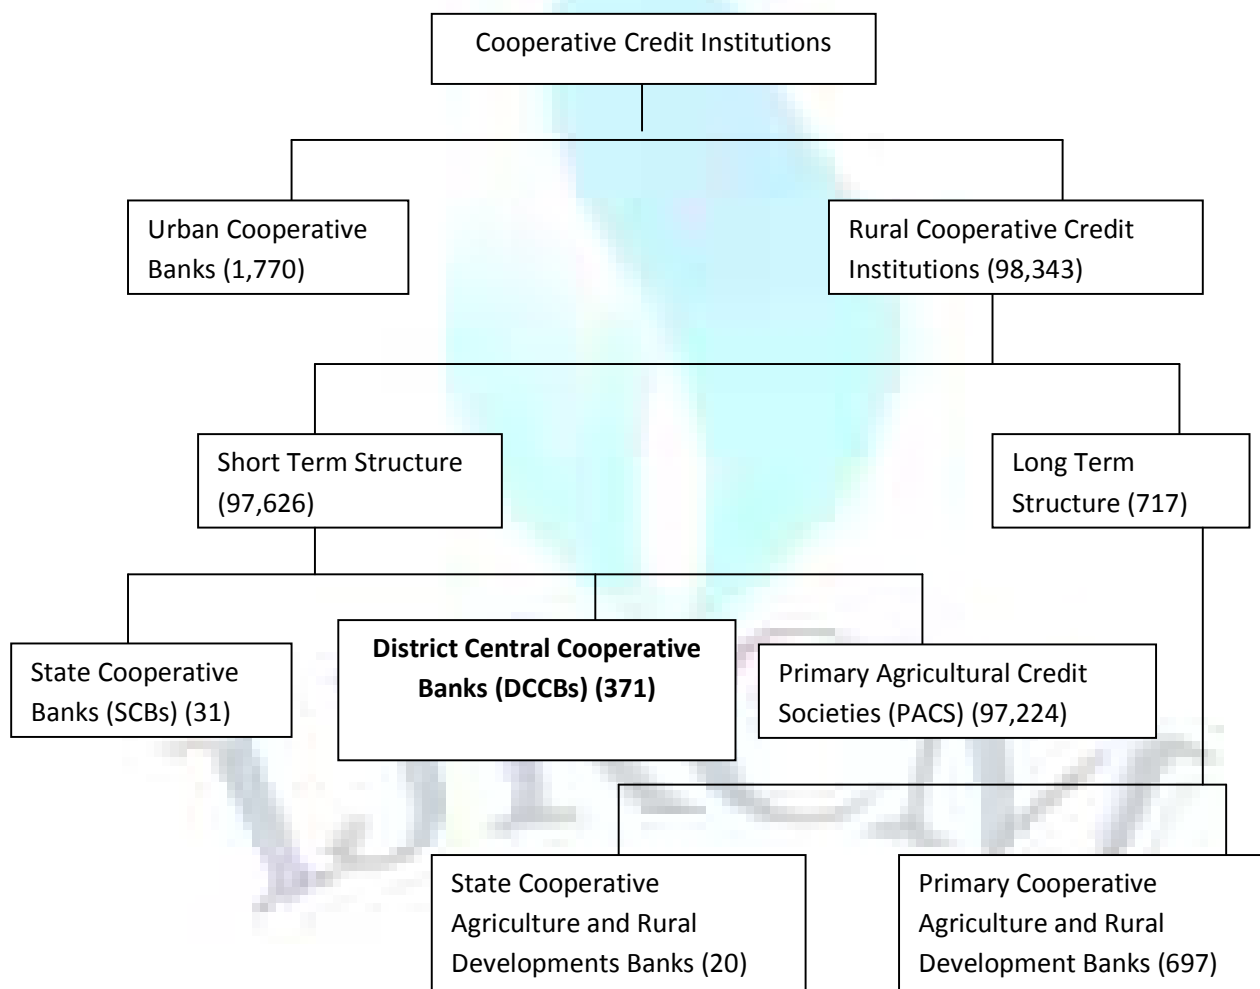 Cooperative Credit Institutions
Urban Cooperative
Banks (1,770)
Rural Cooperative Credit
Institutions (98,343)
Short Term Structure
(97,626)
Long Term
Structure (717)
State Cooperative
Banks (SCBs) (31)
District Central Cooperative
Banks (DCCBs) (371)
Primary Agricultural Credit
Societies (PACS) (97,224)
State Cooperative
Agriculture and Rural
Developments Banks (20)
Primary Cooperative
Agriculture and Rural
Development Banks (697)